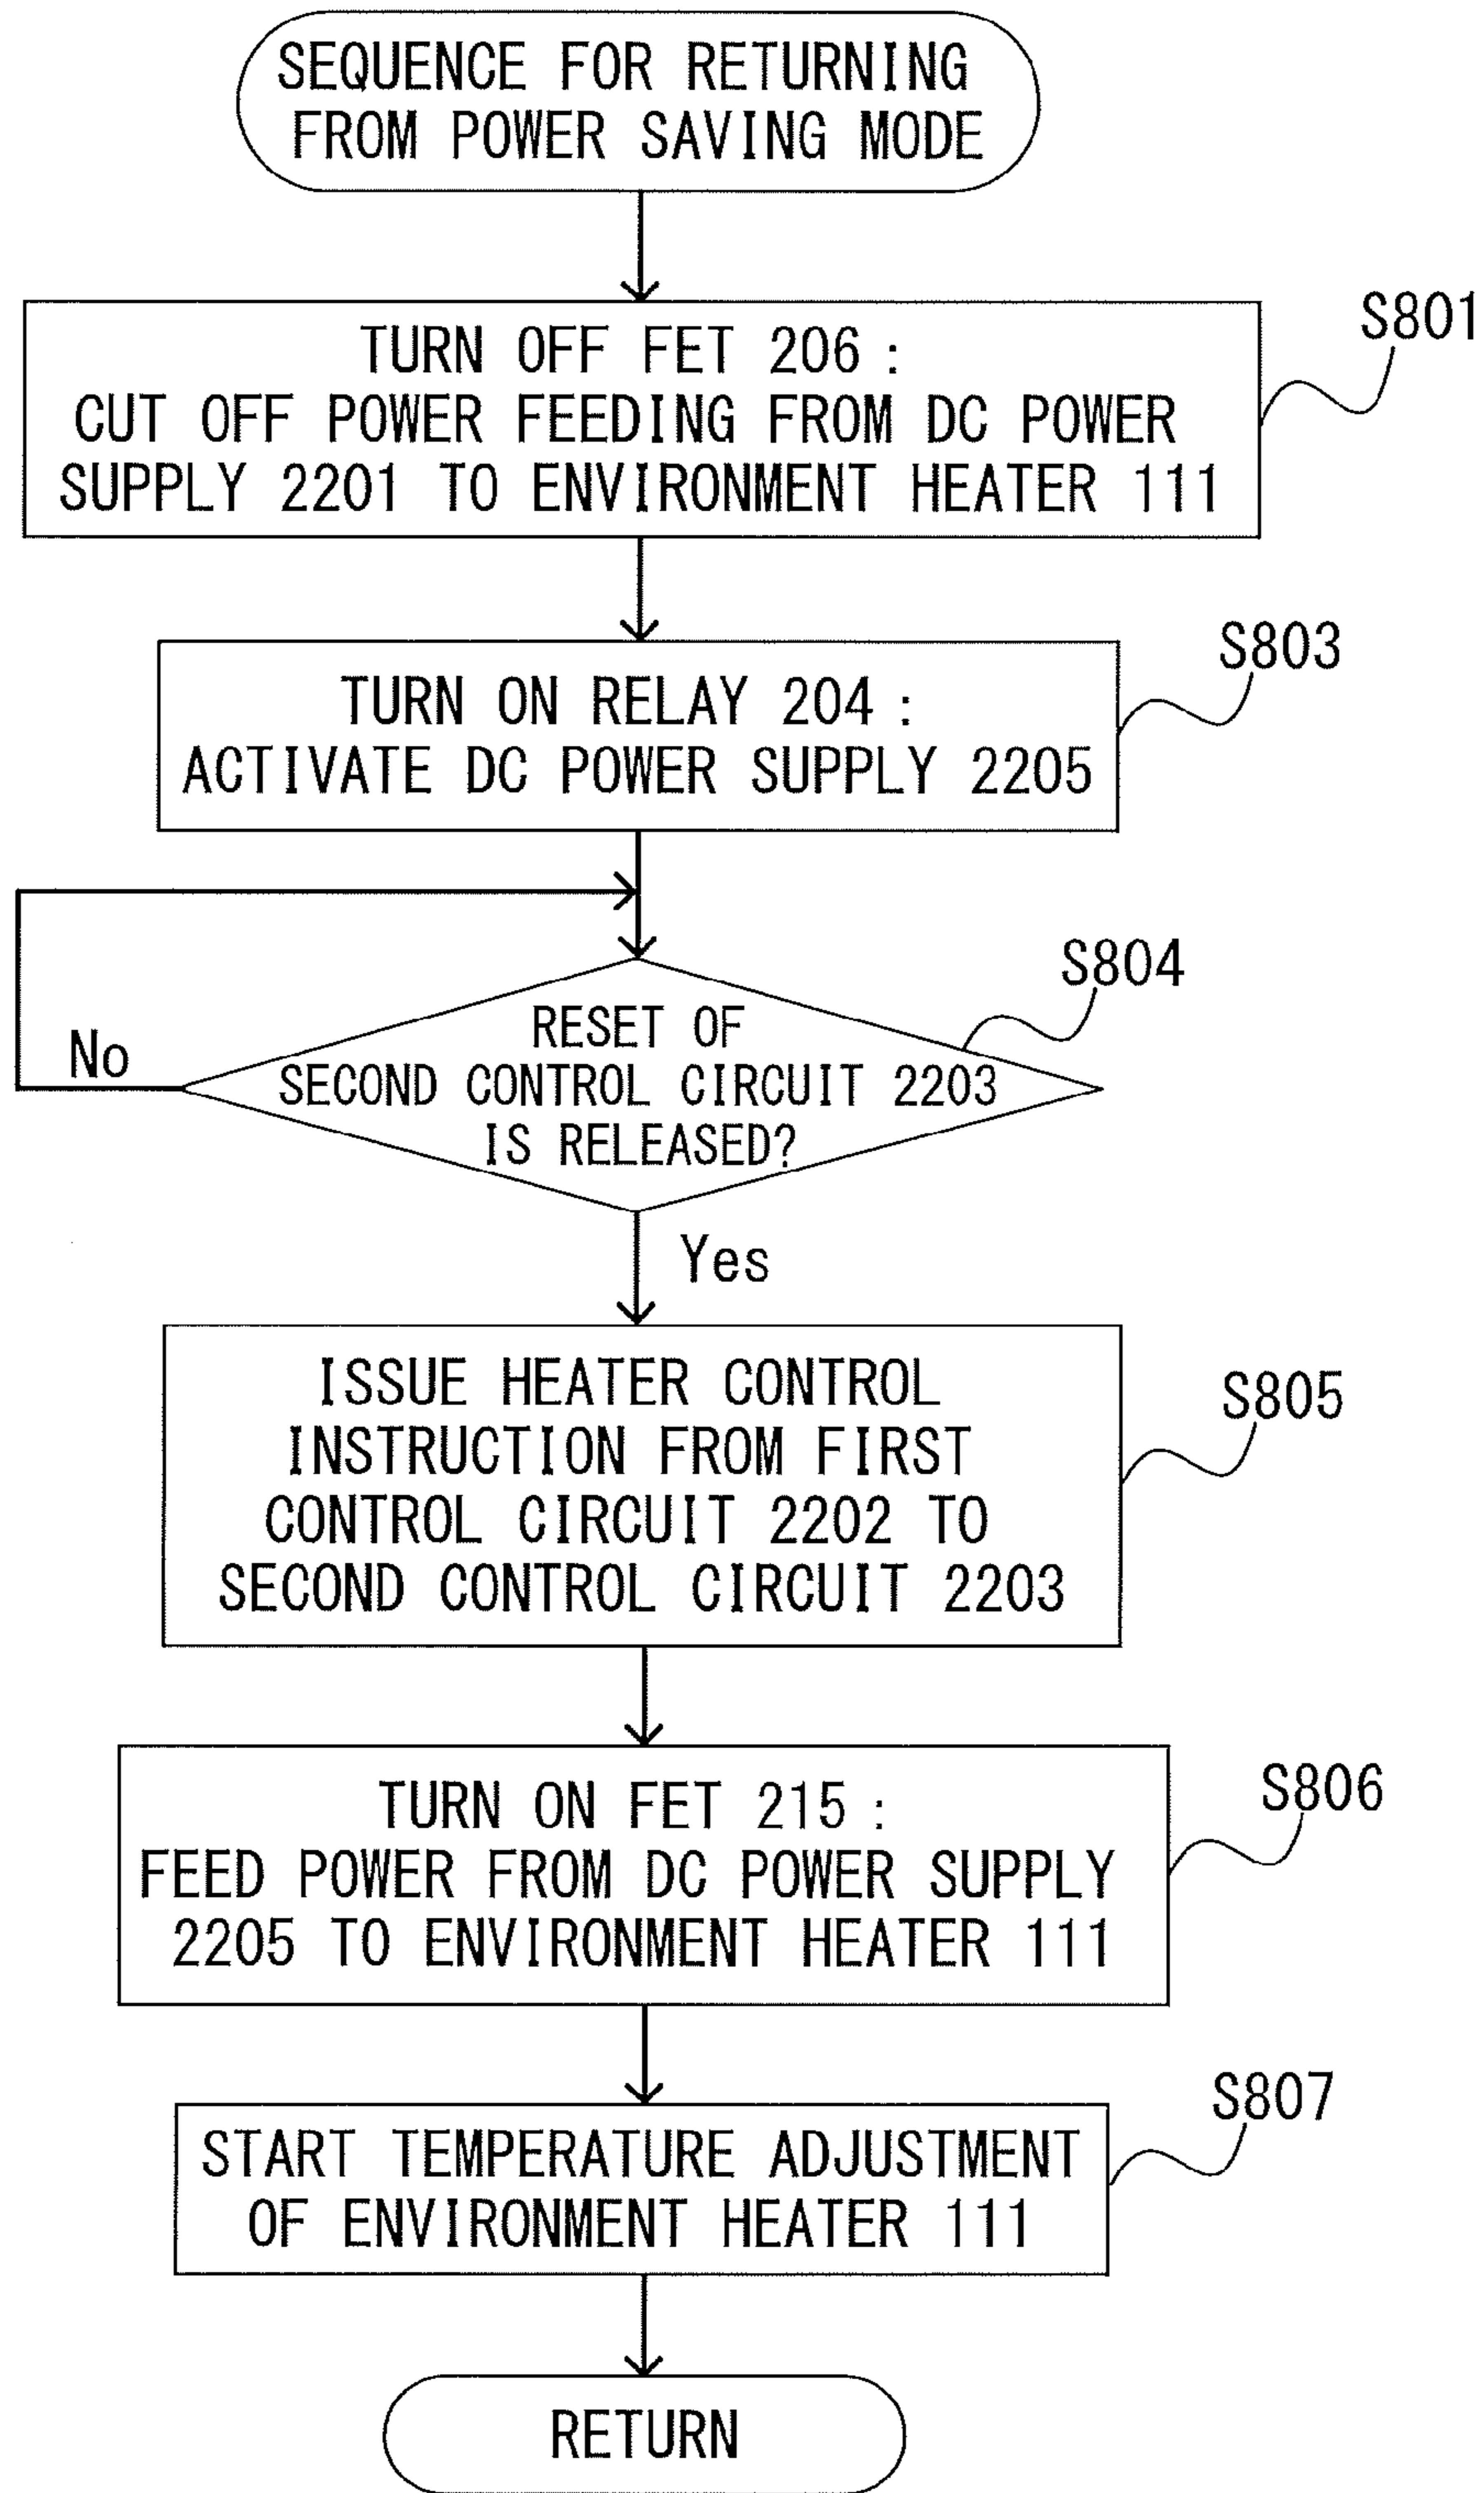 SEQUENCE FOR RETURNING
FROM POWER SAVING MODE
S801
TURN OFF FET 206 :
CUT OFF POWER FEEDING FROM DC POWER
SUPPLY 2201 TO ENVIRONMENT HEATER 111
S803
TURN ON RELAY 204 :
ACTIVATE DC POWER SUPPLY 2205
S804
RESET OF
SECOND CONTROL CIRCUIT 2203
IS RELEASED?
No
Yes
S805
ISSUE HEATER CONTROL
INSTRUCTION FROM FIRST
CONTROL CIRCUIT 2202 TO
SECOND CONTROL CIRCUIT 2203
S806
TURN ON FET 215 :
FEED POWER FROM DC POWER SUPPLY
2205 TO ENVIRONMENT HEATER 111
S807
START TEMPERATURE ADJUSTMENT
OF ENVIRONMENT HEATER 111
RETURN